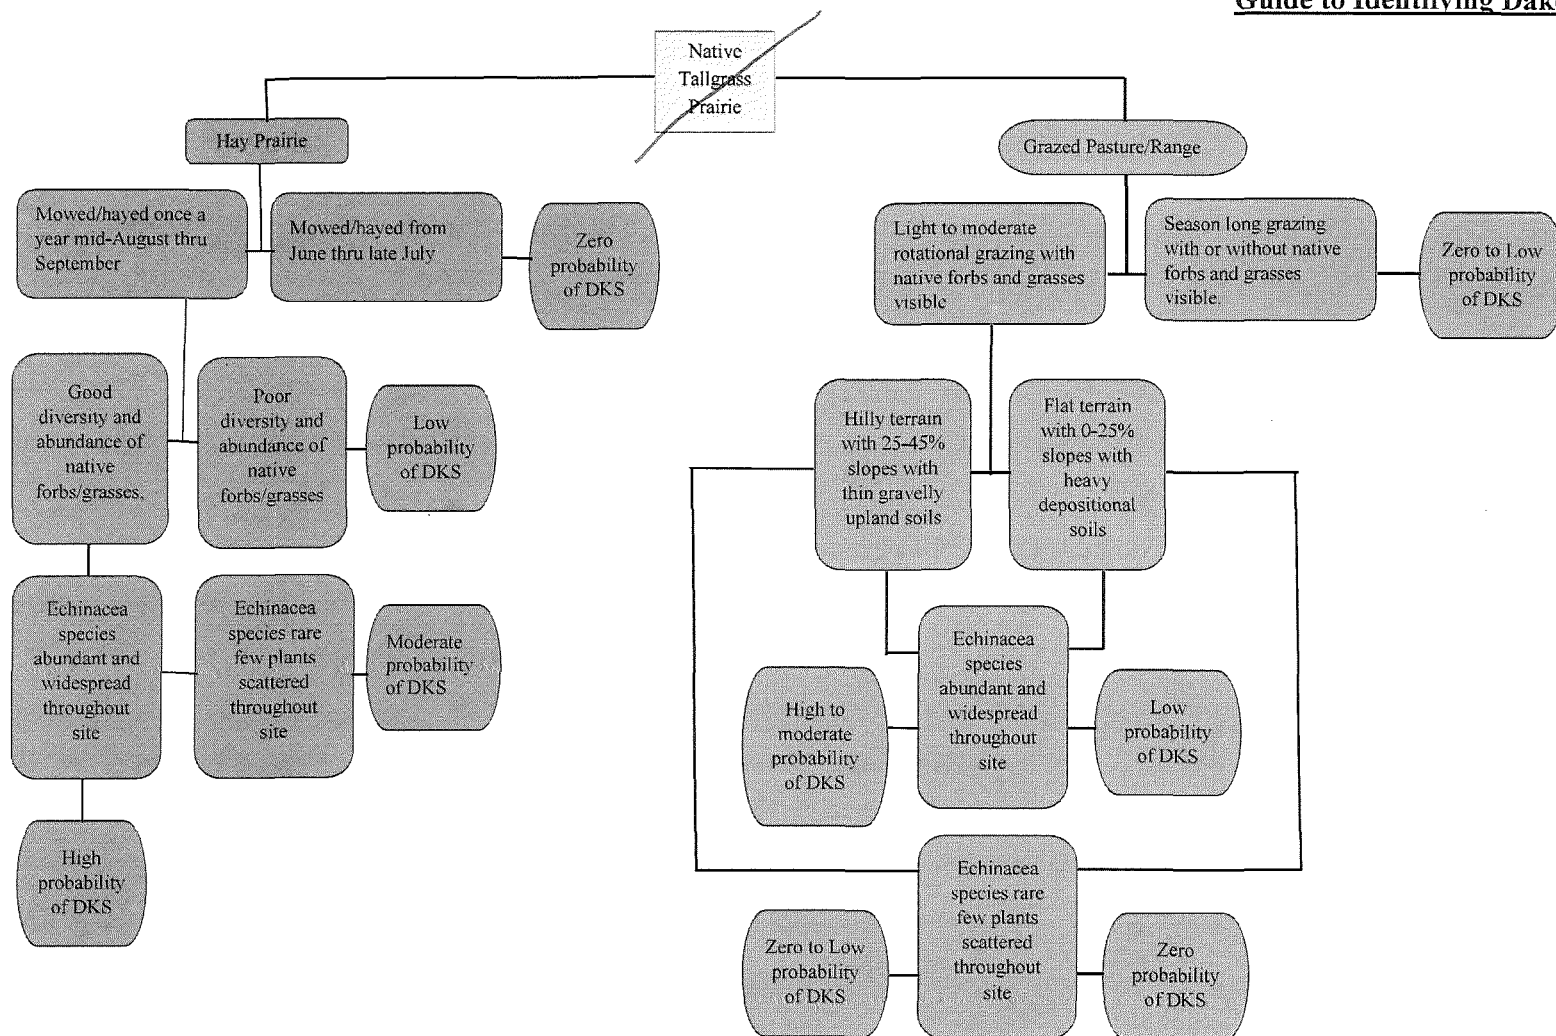 Guide to Identifying Dak
Native
Tallgrass
Prairie
Hay Prairie
Grazed Pasture/Range
Mowed/hayed once a
year mid-August thru
September
Mowed/hayed from
June thru late July
Zero
probability
of DKS
Light to moderate
rotational grazing with
native forbs and grasses
visible
Season long grazing
with or without native
forbs and grasses
visible.
Zero to Low
probability
of DKS
Good
diversity and
abundance of
native
forbs/grasses.
Poor
diversity and
abundance of
native
forbs/grasses
Low
probability
of DKS
Hilly terrain
with 25-45%
slopes with
thin gravelly
upland soils
Flat terrain
with 0-25%
slopes with
heavy
depositional
soils
Echinacea
species
abundant and
widespread
throughout
site
Echinacea
species rare
few plants
scattered
throughout
site
Moderate
probability
of DKS
High
probability
of DKS
High to
moderate
probability
of DKS
Echinacea
species
abundant and
widespread
throughout
site
Low
probability
of DKS
Zero to Low
probability
of DKS
Echinacea
species rare
few plants
scattered
throughout
site
Zero
probability
of DKS